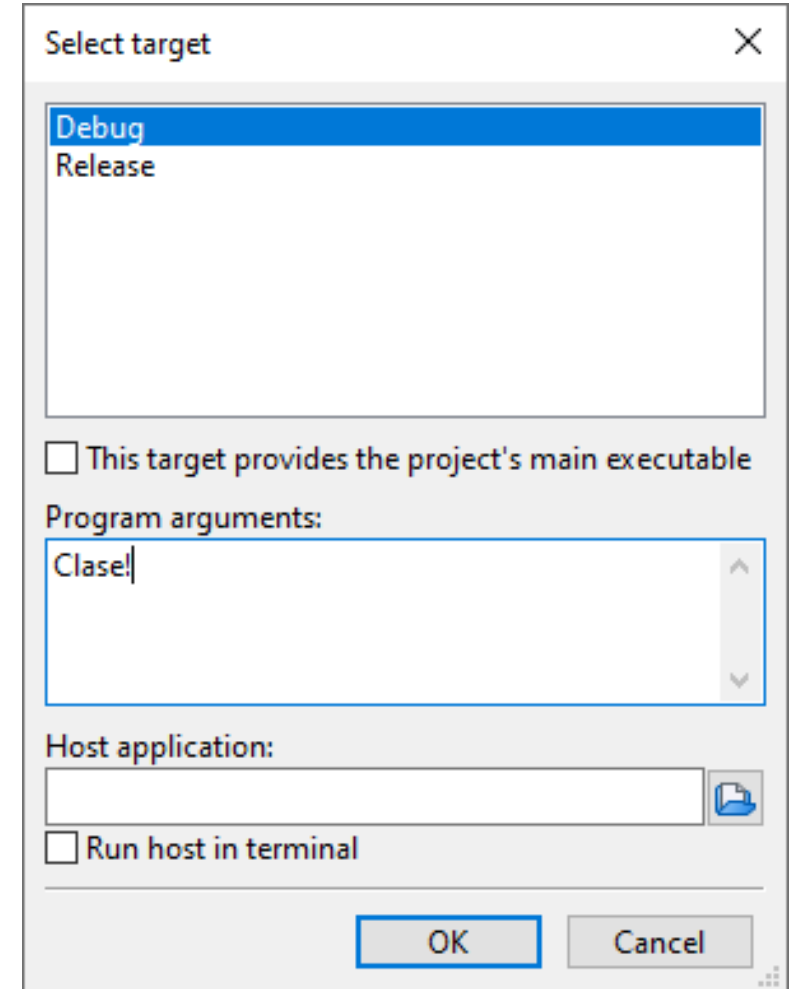 Select target
Debug
Release
This target provides the project's main executable
Program arguments:
Clase!
Host application:
Run host in terminal
OK
Cancel